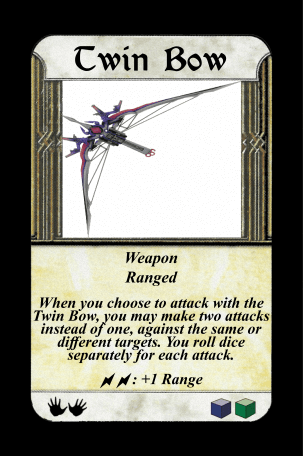 Twin Bow
Weapon
Ranged
When you choose to attack with the
Twin Bow, you may make two attacks
instead of one, against the same or
different targets. You roll dice
separately for each attack.
: +1 Range